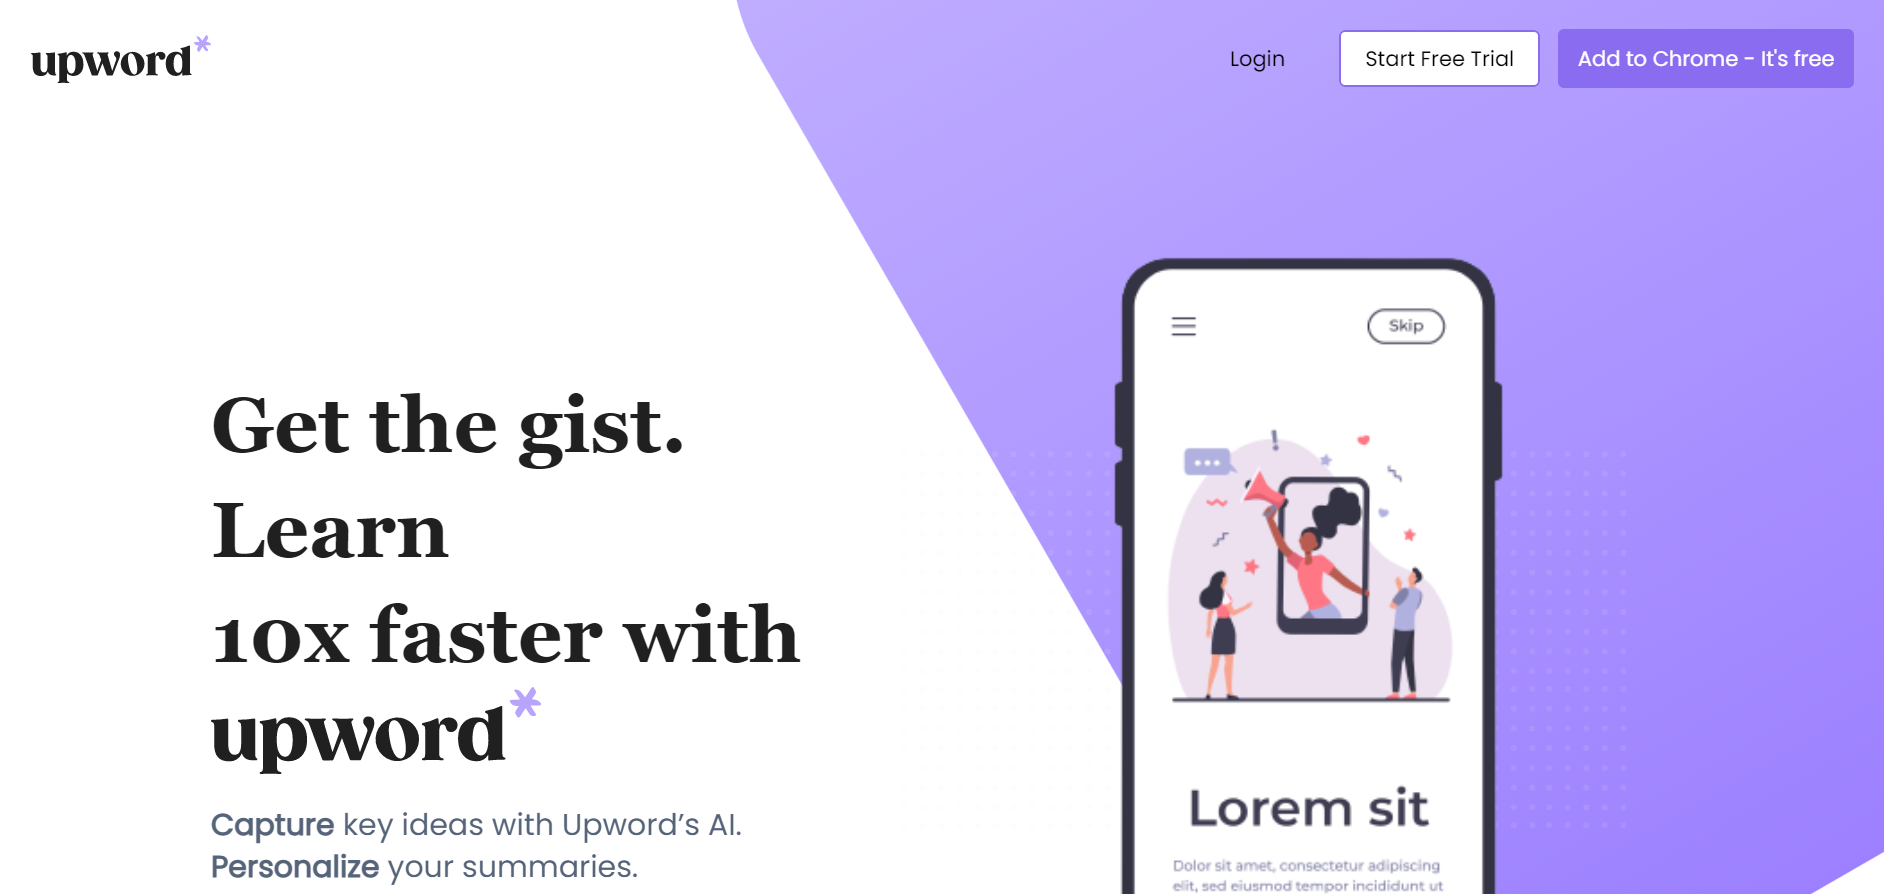 upword
Login
Start Free Trial
Add to Chrome - It's free
Get the gist.
Learn
10x faster with
upword
Capture key ideas with Upword’s AI.
Personalize your summaries.
Skip
!
Lorem sit
Dolor sit amet, consectetur adipiscing
elit, sed eiusmod tempor incididunt ut